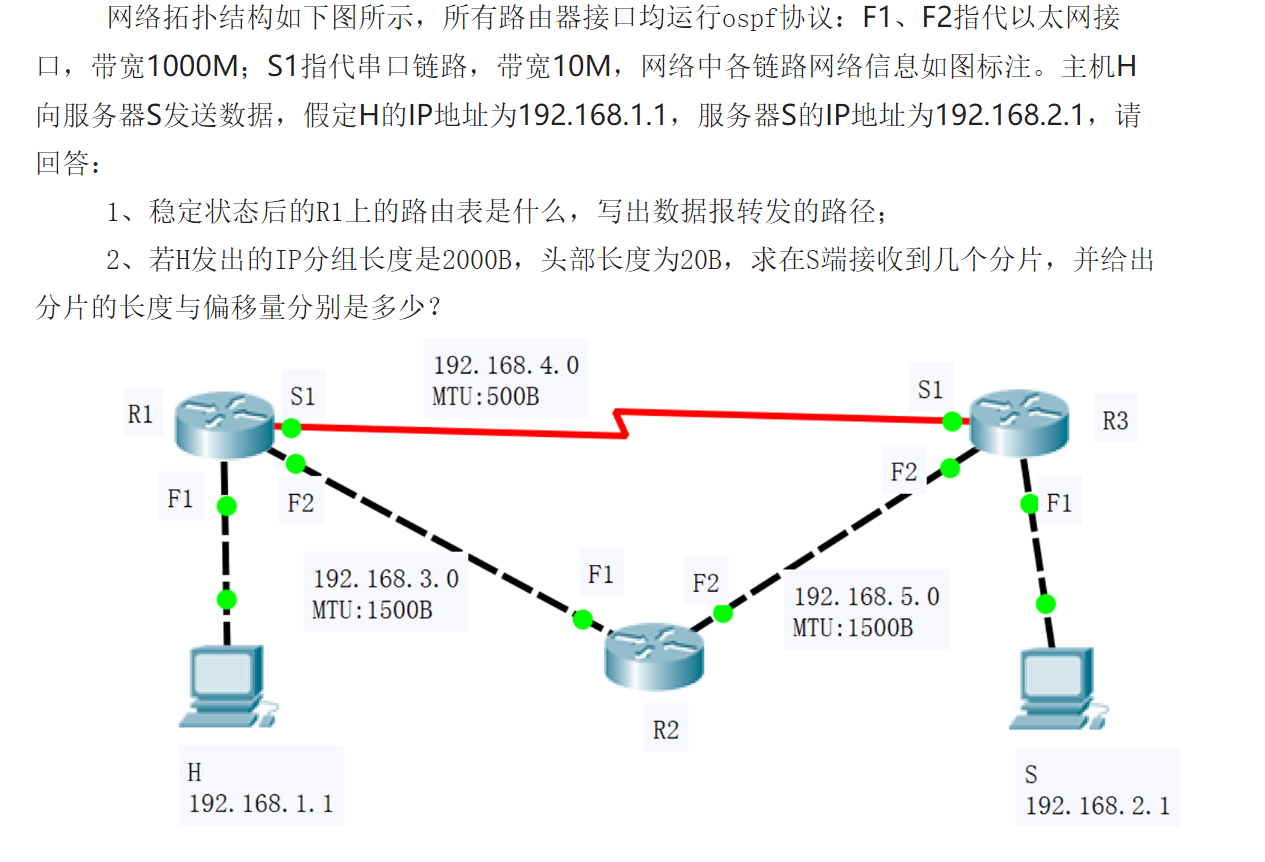 网络拓扑结构如下图所示，所有路由器接口均运行ospf协议：F1、F2指代以太网接
口，带宽1000M；S1指代串口链路，带宽10M，网络中各链路网络信息如图标注。主机H
向服务器S发送数据，假定H的IP地址为192.168.1.1，服务器S的IP地址为192.168.2.1，请
回答：
1、稳定状态后的R1上的路由表是什么，写出数据报转发的路径；
2、若H发出的IP分组长度是2000B，头部长度为20B，求在S端接收到几个分片，并给出
分片的长度与偏移量分别是多少？
192.168.4.0
MTU:500B
R1
S1
S1
R3
F1
F2
F2
F1
192.168.3.0
MTU:1500B
F1
F2
192.168.5.0
MTU:1500B
R2
H
192.168.1.1
S
192.168.2.1